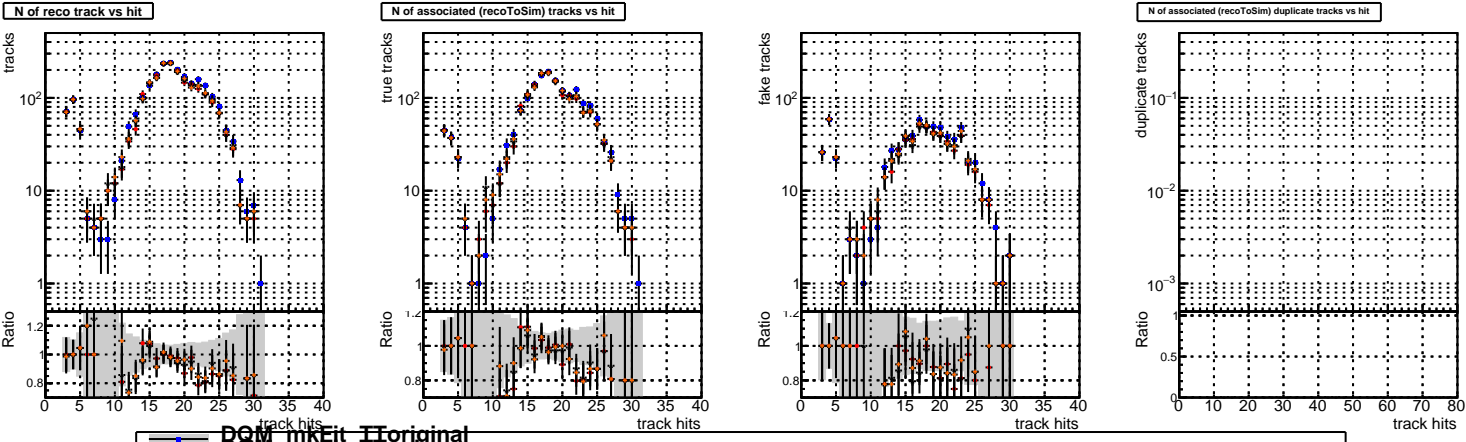 N of reco track vs hit
N of associated (recoToSim) tracks vs hit
N of associated (recoToSim) duplicate tracks vs hit
tracks
10²
10
1
Ratio
1.2
1
0.8
0 5 10 15 20 25 30 35 40
track hits
true tracks
10²
10
1
Ratio
1.2
1
0.8
0 5 10 15 20 25 30 35 40
track hits
fake tracks
10²
10
1
Ratio
1.2
1
0.8
0 5 10 15 20 25 30 35 40
track hits
duplicate tracks
10⁻¹
10⁻²
10⁻³
Ratio
1
0.5
0
0 10 20 30 40 50 60 70 80
track hits